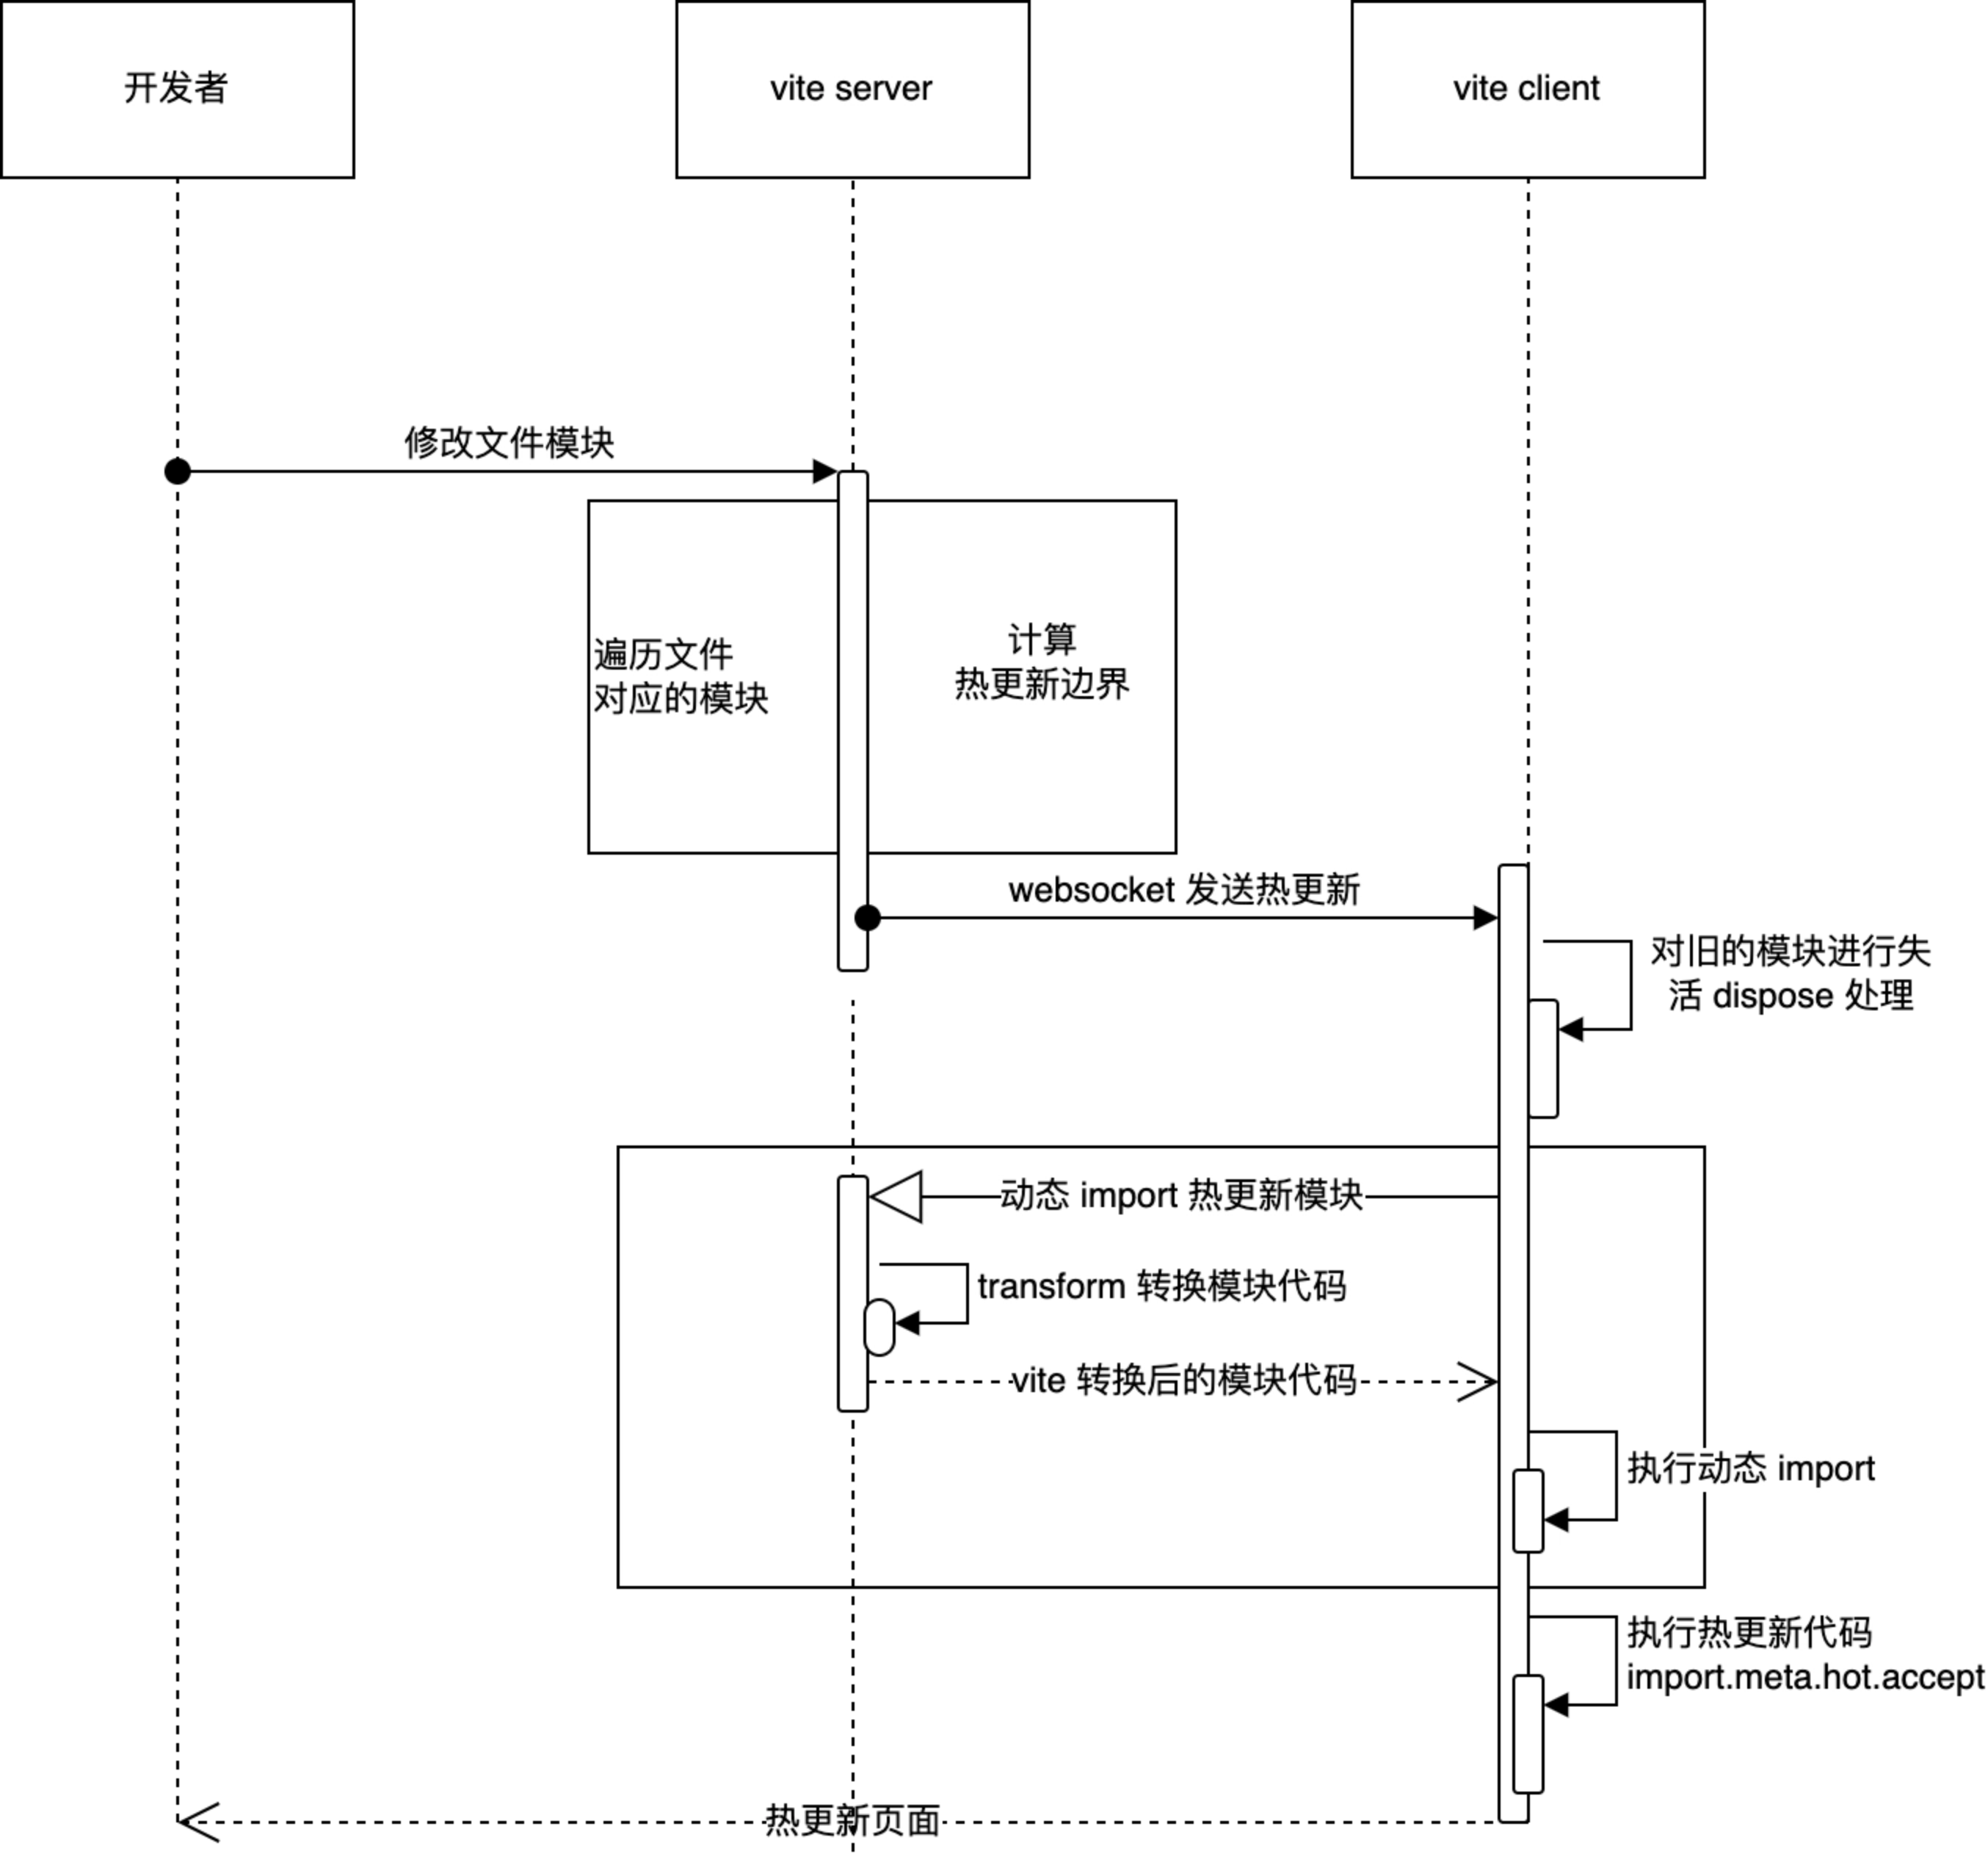 开发者
vite server
vite client
修改文件模块
遍历文件
对应的模块
计算
热更新边界
websocket 发送热更新
对旧的模块进行失
活 dispose 处理
动态 import 热更新模块
transform 转换模块代码
vite 转换后的模块代码
执行动态 import
执行热更新代码
import.meta.hot.accept
热更新页面